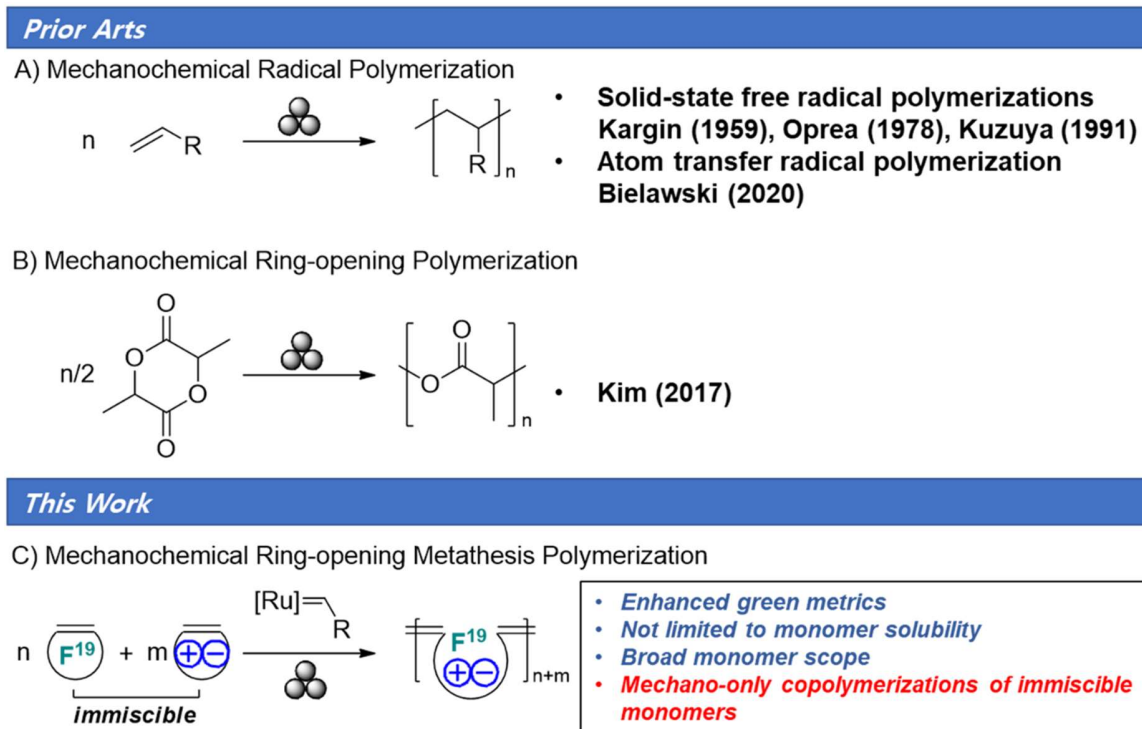 Prior Arts
A) Mechanochemical Radical Polymerization
n
R
R
n
• Solid-state free radical polymerizations
Kargin (1959), Oprea (1978), Kuzuya (1991)
• Atom transfer radical polymerization
Bielawski (2020)
B) Mechanochemical Ring-opening Polymerization
n/2
O
O
O
O
O
O
n
• Kim (2017)
This Work
C) Mechanochemical Ring-opening Metathesis Polymerization
n F¹⁹ + m +−
immiscible
[Ru]=
R
F¹⁹
+−
n+m
• Enhanced green metrics
• Not limited to monomer solubility
• Broad monomer scope
• Mechano-only copolymerizations of immiscible
monomers